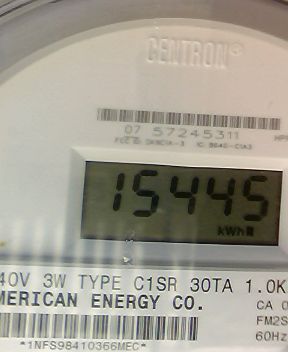 CENTRON®
07 57245311
15445
kWh
40V 3W TYPE C1SR 30TA 1.0K
MERICAN ENERGY CO.
CA 0
FM2S
60Hz
*1NFS98410366MEC*